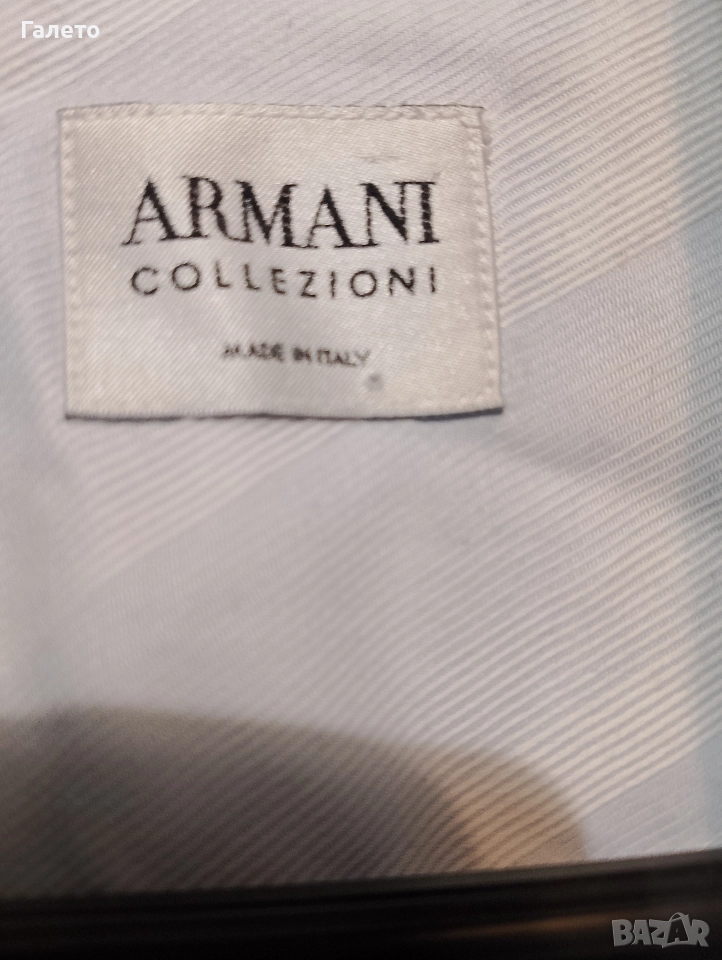 Галето
ARMANI
COLLEZIONI
MADE IN ITALY
BAZAR